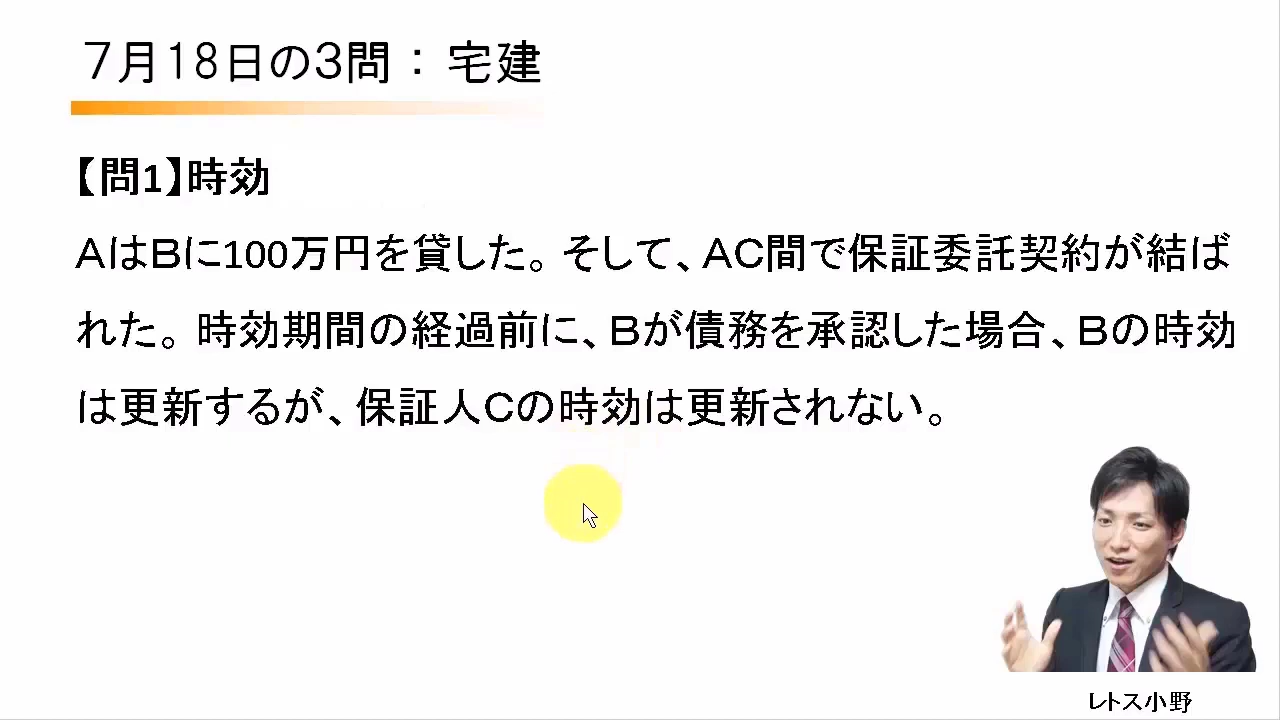 7月18日の3問：宅建
【問1】時効
ＡはＢに100万円を貸した。そして、ＡＣ間で保証委託契約が結ば
れた。時効期間の経過前に、Ｂが債務を承認した場合、Ｂの時効
は更新するが、保証人Ｃの時効は更新されない。
レトス小野